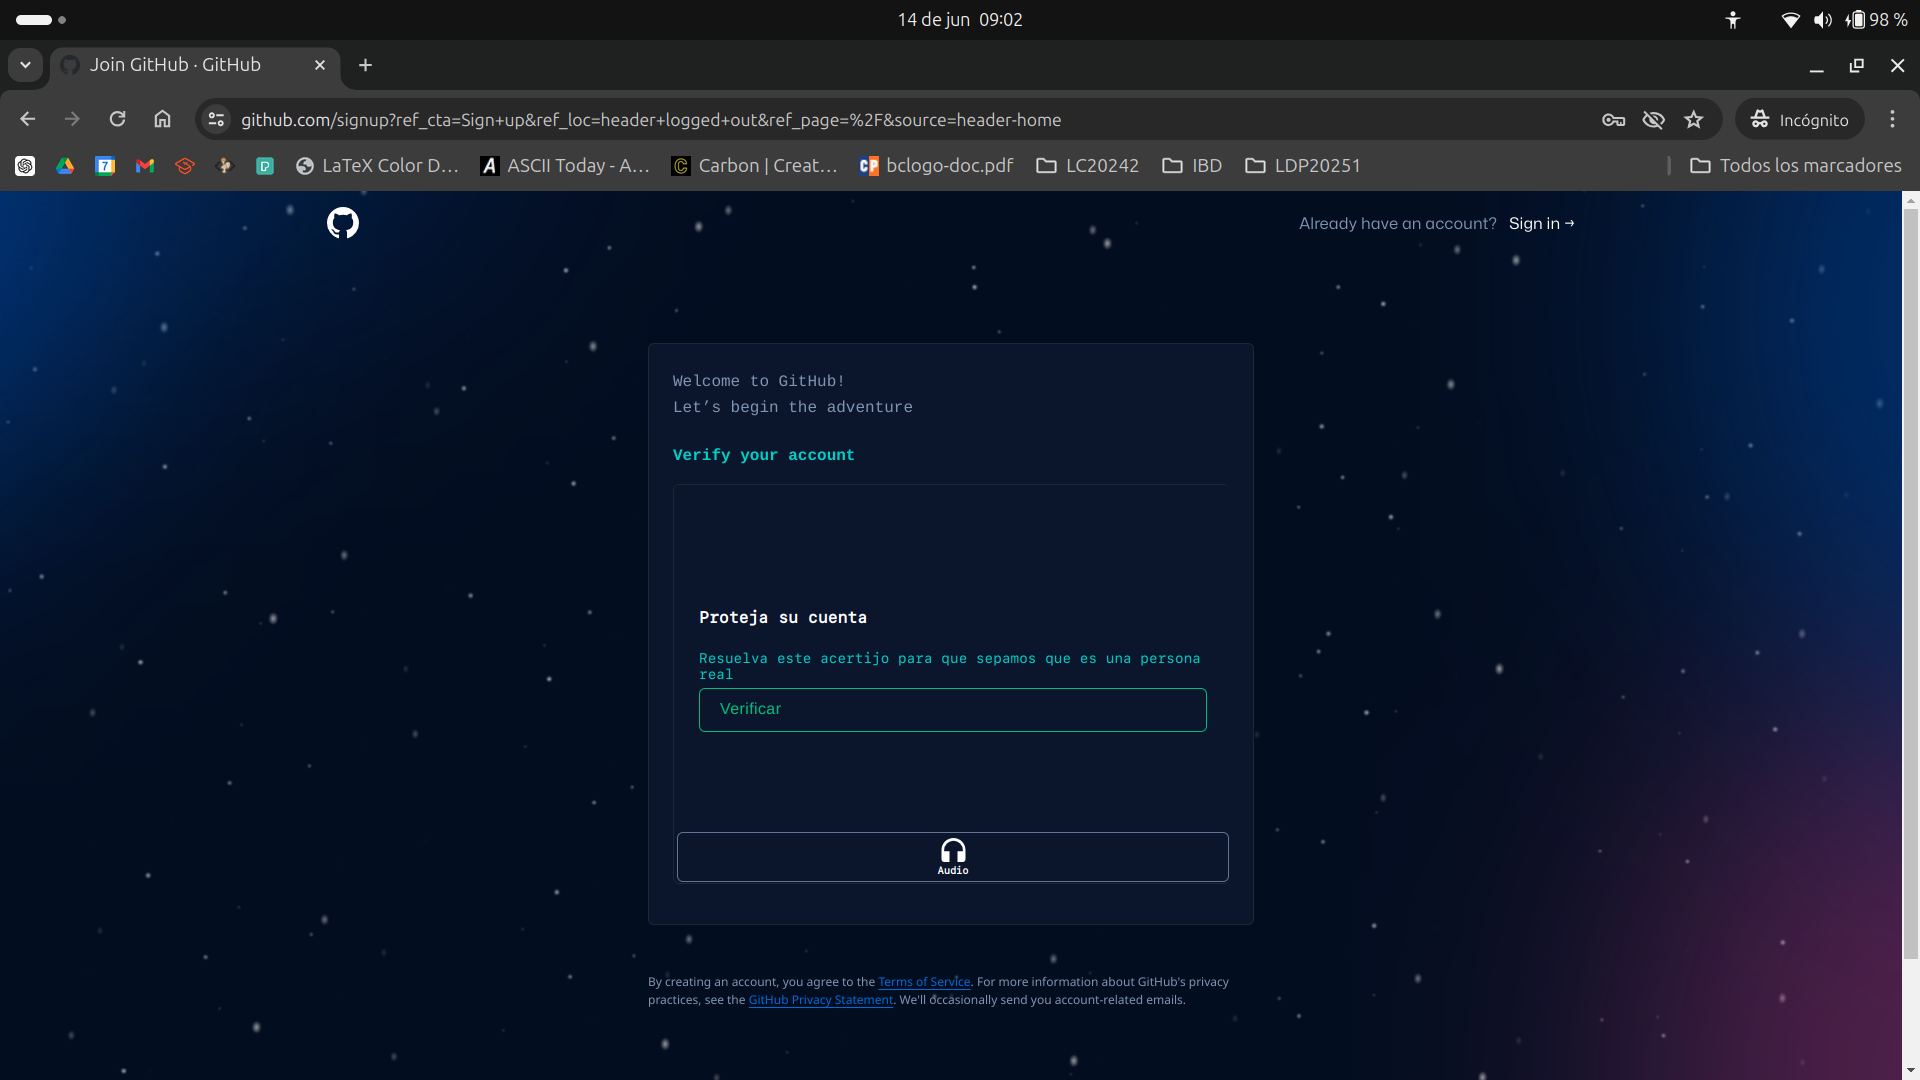 14 de jun 09:02
98 %
Join GitHub · GitHub
github.com/signup?ref_cta=Sign+up&ref_loc=header+logged+out&ref_page=%2F&source=header-home
Incógnito
7
LaTeX Color D...
A
ASCII Today - A...
C
Carbon | Creat...
CP
bclogo-doc.pdf
LC20242
IBD
LDP20251
Todos los marcadores
Already have an account? Sign in →
Welcome to GitHub!
Let’s begin the adventure
Verify your account
Proteja su cuenta
Resuelva este acertijo para que sepamos que es una persona
real
Verificar
Audio
By creating an account, you agree to the Terms of Service. For more information about GitHub's privacy
practices, see the GitHub Privacy Statement. We'll occasionally send you account-related emails.